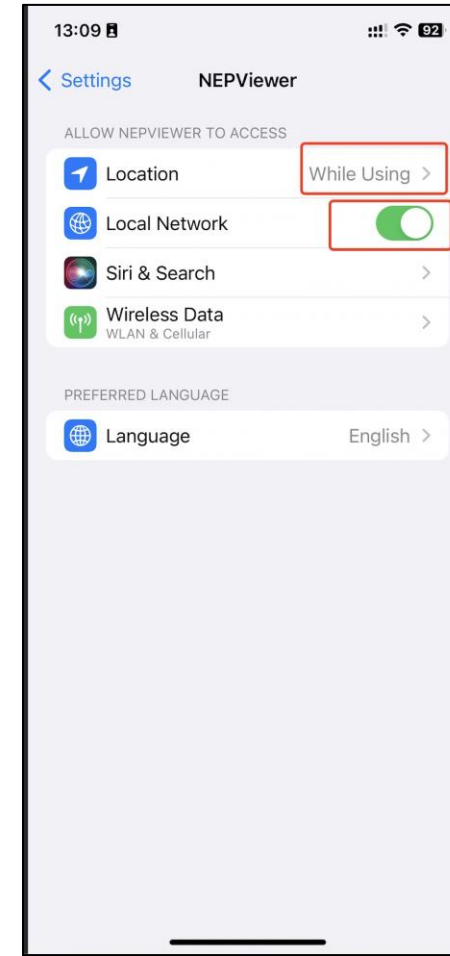 13:09 92
Settings NEPViewer
ALLOW NEPVIEWER TO ACCESS
Location While Using
Local Network
Siri & Search
Wireless Data
WLAN & Cellular
PREFERRED LANGUAGE
Language English